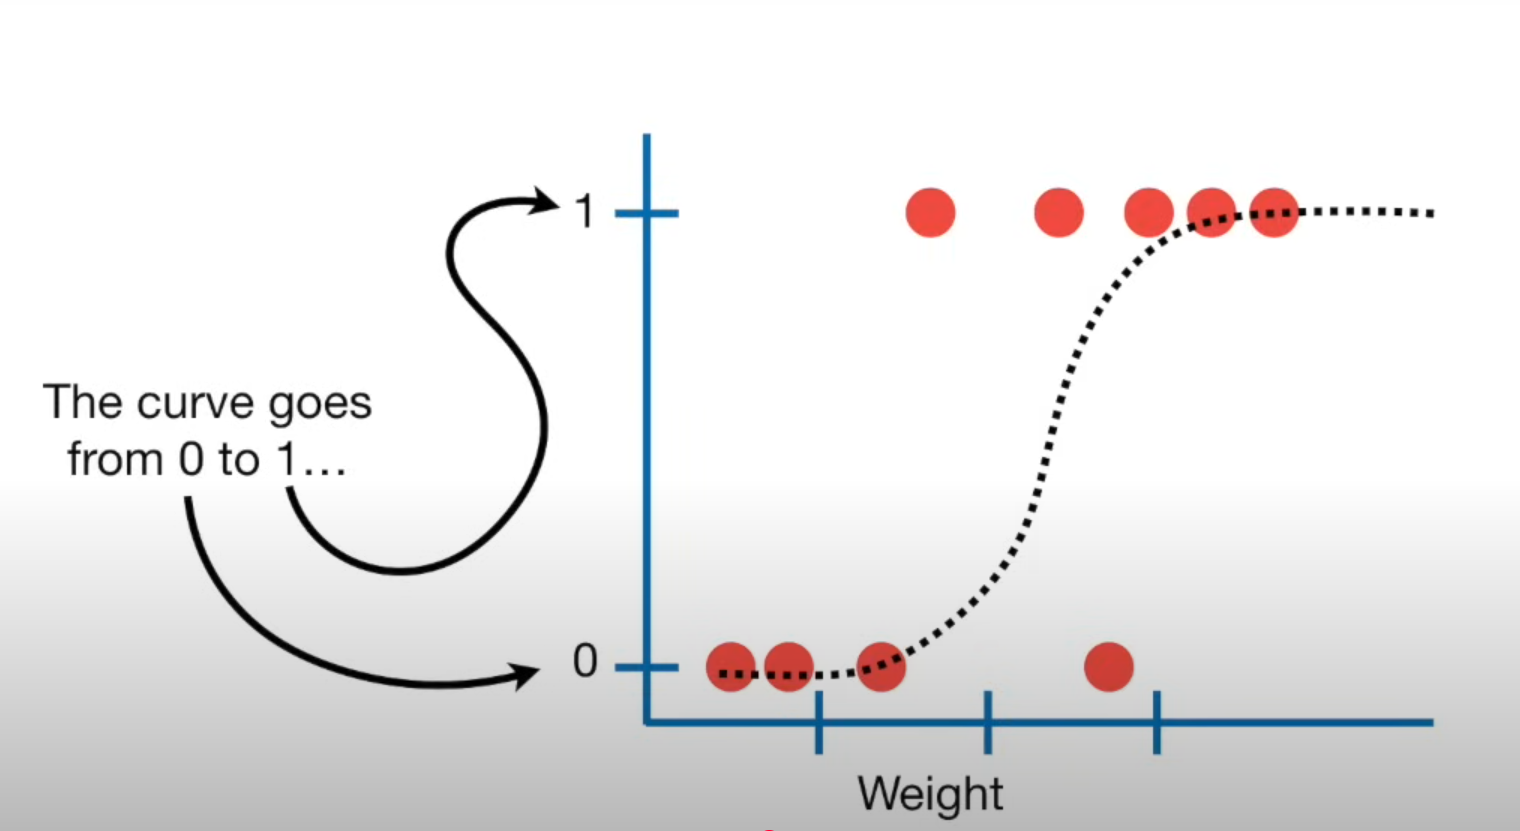 1
The curve goes
from 0 to 1...
0
Weight